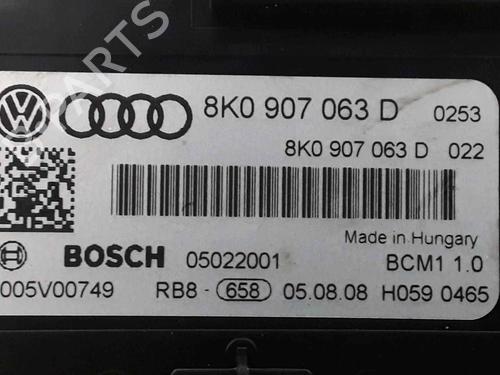 PARTS
8K0 907 063 D 0253
8K0 907 063 D 022
Made in Hungary
BOSCH 05022001 BCM1 1.0
005V00749 RB8 - 658 05.08.08 H059 0465